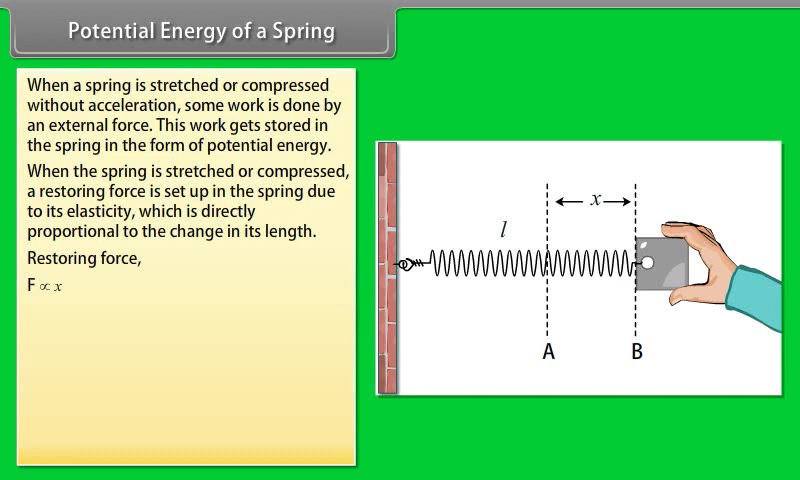 Potential Energy of a Spring
When a spring is stretched or compressed
without acceleration, some work is done by
an external force. This work gets stored in
the spring in the form of potential energy.
When the spring is stretched or compressed,
a restoring force is set up in the spring due
to its elasticity, which is directly
proportional to the change in its length.
Restoring force,
F ∝ x
x
l
A B